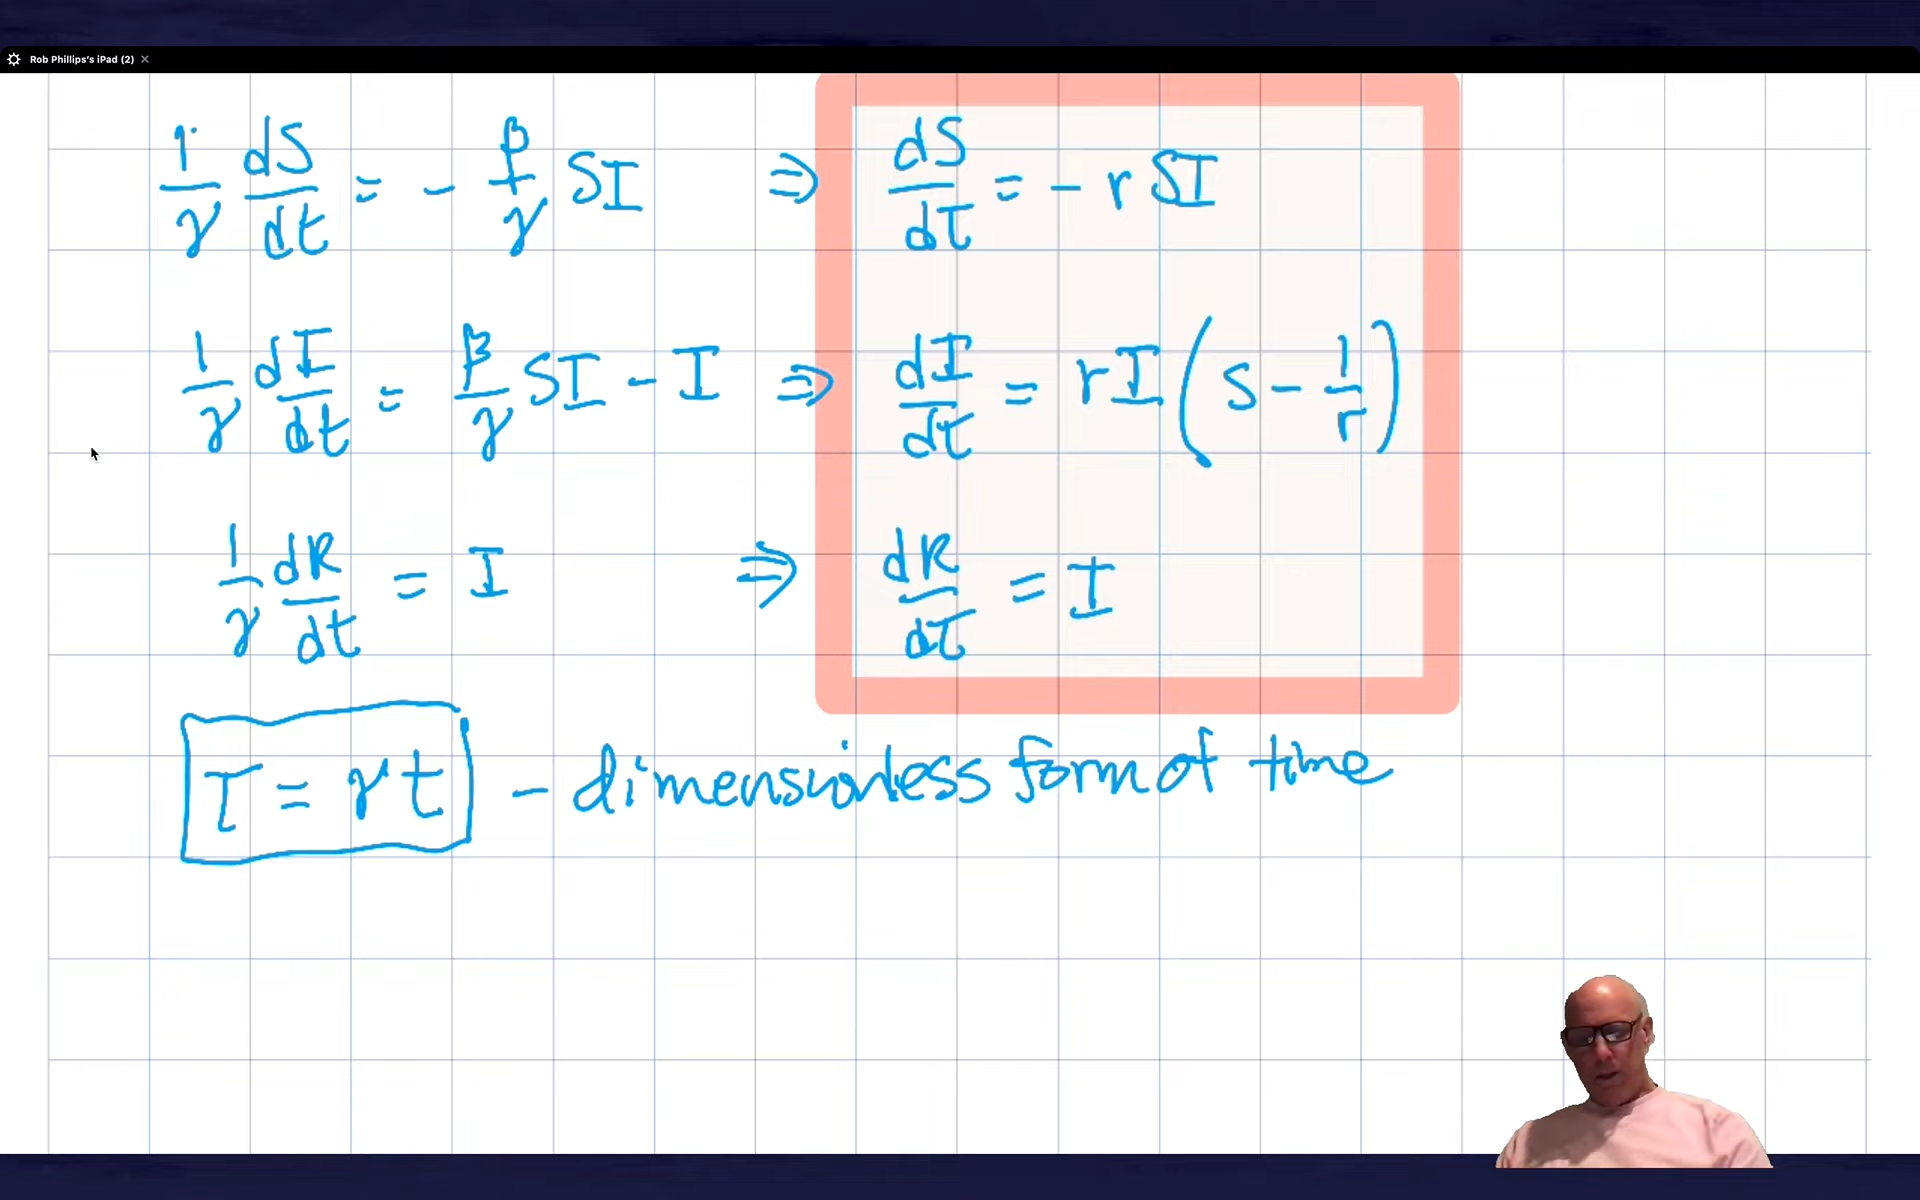 Rob Phillips's iPad (2) ×
1/γ dS/dt = - β/γ SI ⇒ dS/dτ = - r SI
1/γ dI/dt = β/γ SI - I ⇒ dI/dτ = rI (S - 1/r)
1/γ dR/dt = I ⇒ dR/dτ = I
τ = γt - dimensionless form of time